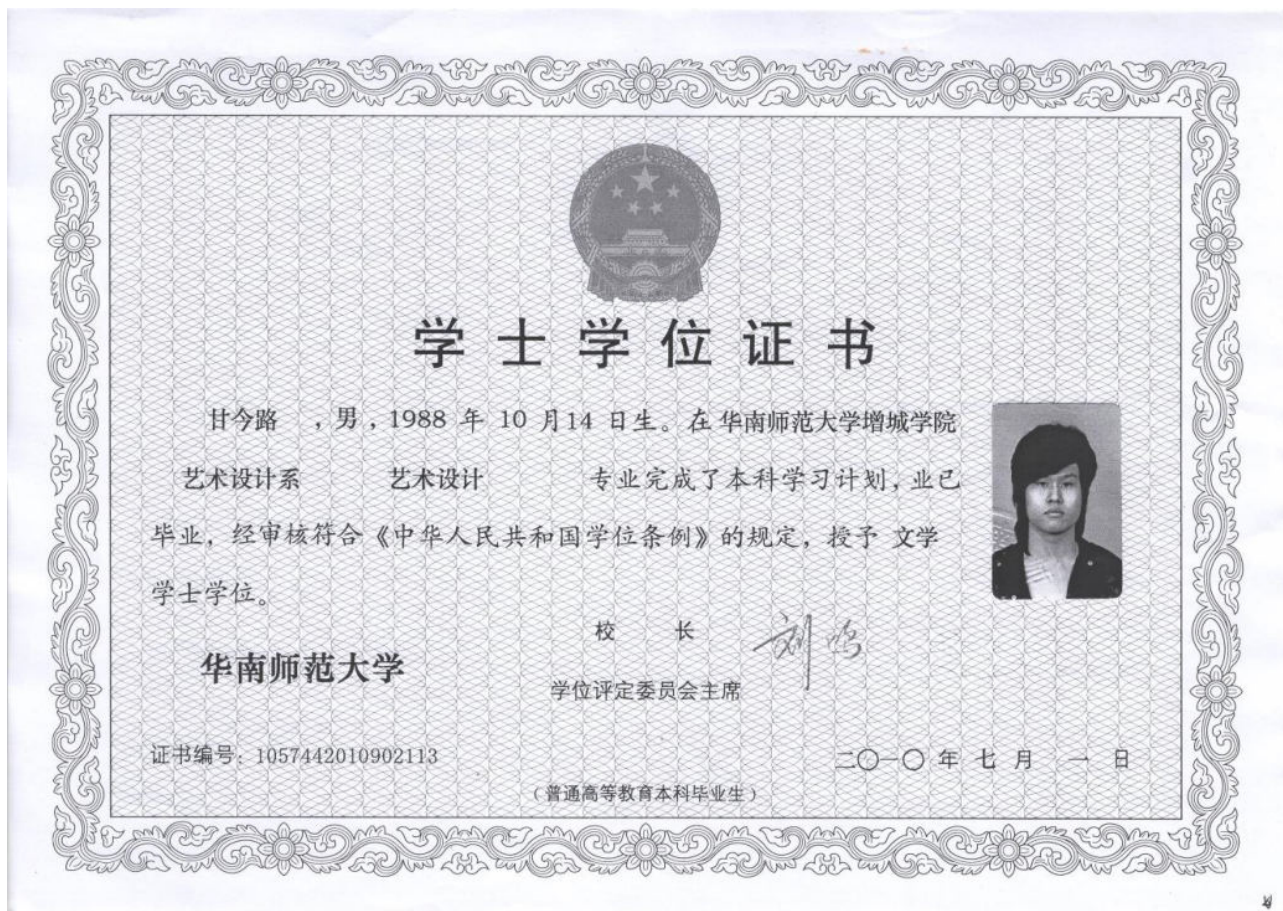 学士学位证书
甘今路 ，男，1988 年 10 月14 日生。在 华南师范大学增城学院
艺术设计系 艺术设计 专业完成了本科学习计划，业已
毕业，经审核符合《中华人民共和国学位条例》的规定，授予 文学
学士学位。
校 长 刘鸣
华南师范大学
学位评定委员会主席
证书编号：1057442010902113
二〇一〇 年 七 月 一 日
（普通高等教育本科毕业生）